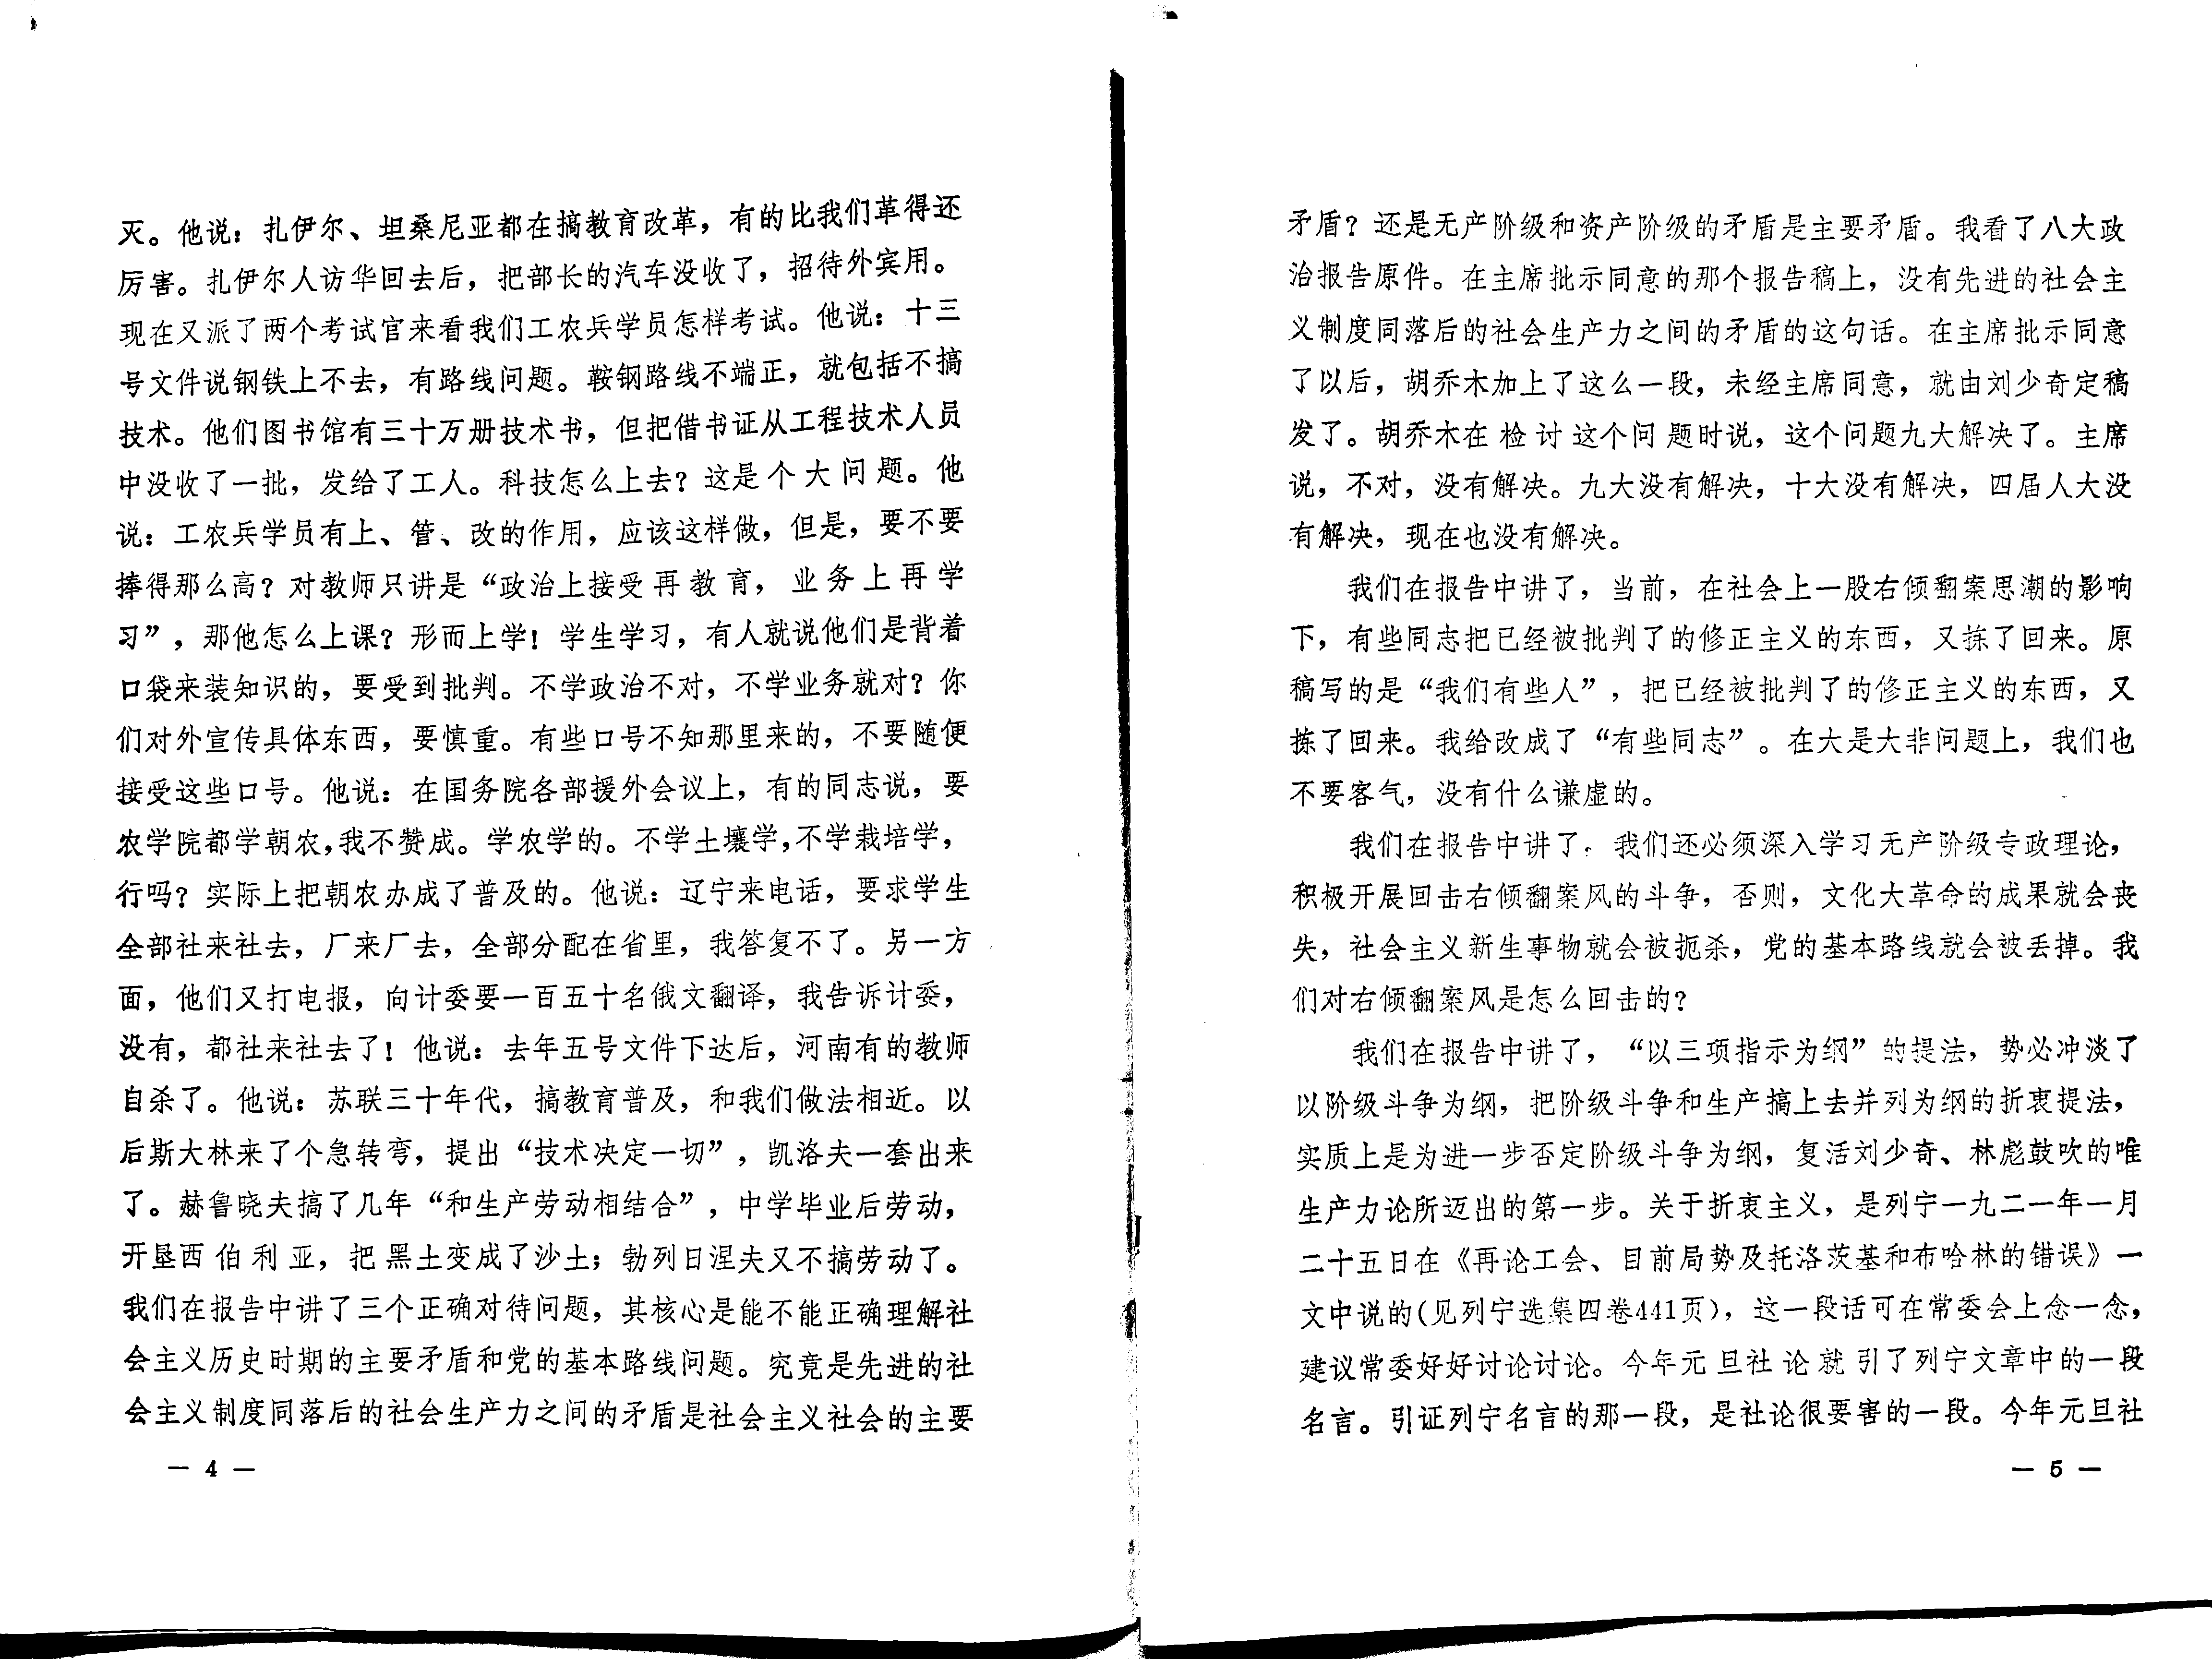 灭。他说：扎伊尔、坦桑尼亚都在搞教育改革，有的比我们革得还
厉害。扎伊尔人访华回去后，把部长的汽车没收了，招待外宾用。
现在又派了两个考试官来看我们工农兵学员怎样考试。他说：十三
号文件说钢铁上不去，有路线问题。鞍钢路线不端正，就包括不搞
技术。他们图书馆有三十万册技术书，但把借书证从工程技术人员
中没收了一批，发给了工人。科技怎么上去？这是个大问题。他
说：工农兵学员有上、管、改的作用，应该这样做，但是，要不要
捧得那么高？对教师只讲是“政治上接受再教育，业务上再学
习”，那他怎么上课？形而上学！学生学习，有人就说他们是背着
口袋来装知识的，要受到批判。不学政治不对，不学业务就对？你
们对外宣传具体东西，要慎重。有些口号不知那里来的，不要随便
接受这些口号。他说：在国务院各部援外会议上，有的同志说，要
农学院都学朝农，我不赞成。学农学的。不学土壤学，不学栽培学，
行吗？实际上把朝农办成了普及的。他说：辽宁来电话，要求学生
全部社来社去，厂来厂去，全部分配在省里，我答复不了。另一方
面，他们又打电报，向计委要一百五十名俄文翻译，我告诉计委，
没有，都社来社去了！他说：去年五号文件下达后，河南有的教师
自杀了。他说：苏联三十年代，搞教育普及，和我们做法相近。以
后斯大林来了个急转弯，提出“技术决定一切”，凯洛夫一套出来
了。赫鲁晓夫搞了几年“和生产劳动相结合”，中学毕业后劳动，
开垦西伯利亚，把黑土变成了沙土；勃列日涅夫又不搞劳动了。
我们在报告中讲了三个正确对待问题，其核心是能不能正确理解社
会主义历史时期的主要矛盾和党的基本路线问题。究竟是先进的社
会主义制度同落后的社会生产力之间的矛盾是社会主义社会的主要
— 4 —
矛盾？还是无产阶级和资产阶级的矛盾是主要矛盾。我看了八大政
治报告原件。在主席批示同意的那个报告稿上，没有先进的社会主
义制度同落后的社会生产力之间的矛盾的这句话。在主席批示同意
了以后，胡乔木加上了这么一段，未经主席同意，就由刘少奇定稿
发了。胡乔木在检讨这个问题时说，这个问题九大解决了。主席
说，不对，没有解决。九大没有解决，十大没有解决，四届人大没
有解决，现在也没有解决。
我们在报告中讲了，当前，在社会上一股右倾翻案思潮的影响
下，有些同志把已经被批判了的修正主义的东西，又拣了回来。原
稿写的是“我们有些人”，把已经被批判了的修正主义的东西，又
拣了回来。我给改成了“有些同志”。在大是大非问题上，我们也
不要客气，没有什么谦虚的。
我们在报告中讲了，我们还必须深入学习无产阶级专政理论，
积极开展回击右倾翻案风的斗争，否则，文化大革命的成果就会丧
失，社会主义新生事物就会被扼杀，党的基本路线就会被丢掉。我
们对右倾翻案风是怎么回击的？
我们在报告中讲了，“以三项指示为纲”的提法，势必冲淡了
以阶级斗争为纲，把阶级斗争和生产搞上去并列为纲的折衷提法，
实质上是为进一步否定阶级斗争为纲，复活刘少奇、林彪鼓吹的唯
生产力论所迈出的第一步。关于折衷主义，是列宁一九二一年一月
二十五日在《再论工会、目前局势及托洛茨基和布哈林的错误》一
文中说的(见列宁选集四卷441页)，这一段话可在常委会上念一念，
建议常委好好讨论讨论。今年元旦社论就引了列宁文章中的一段
名言。引证列宁名言的那一段，是社论很要害的一段。今年元旦社
— 5 —